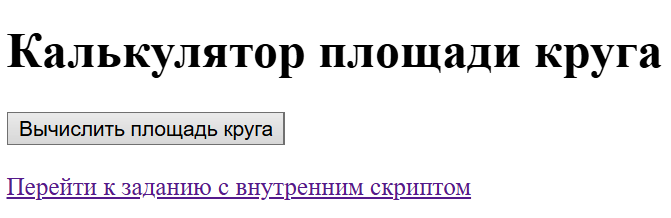 Калькулятор площади круга
Вычислить площадь круга
Перейти к заданию с внутренним скриптом